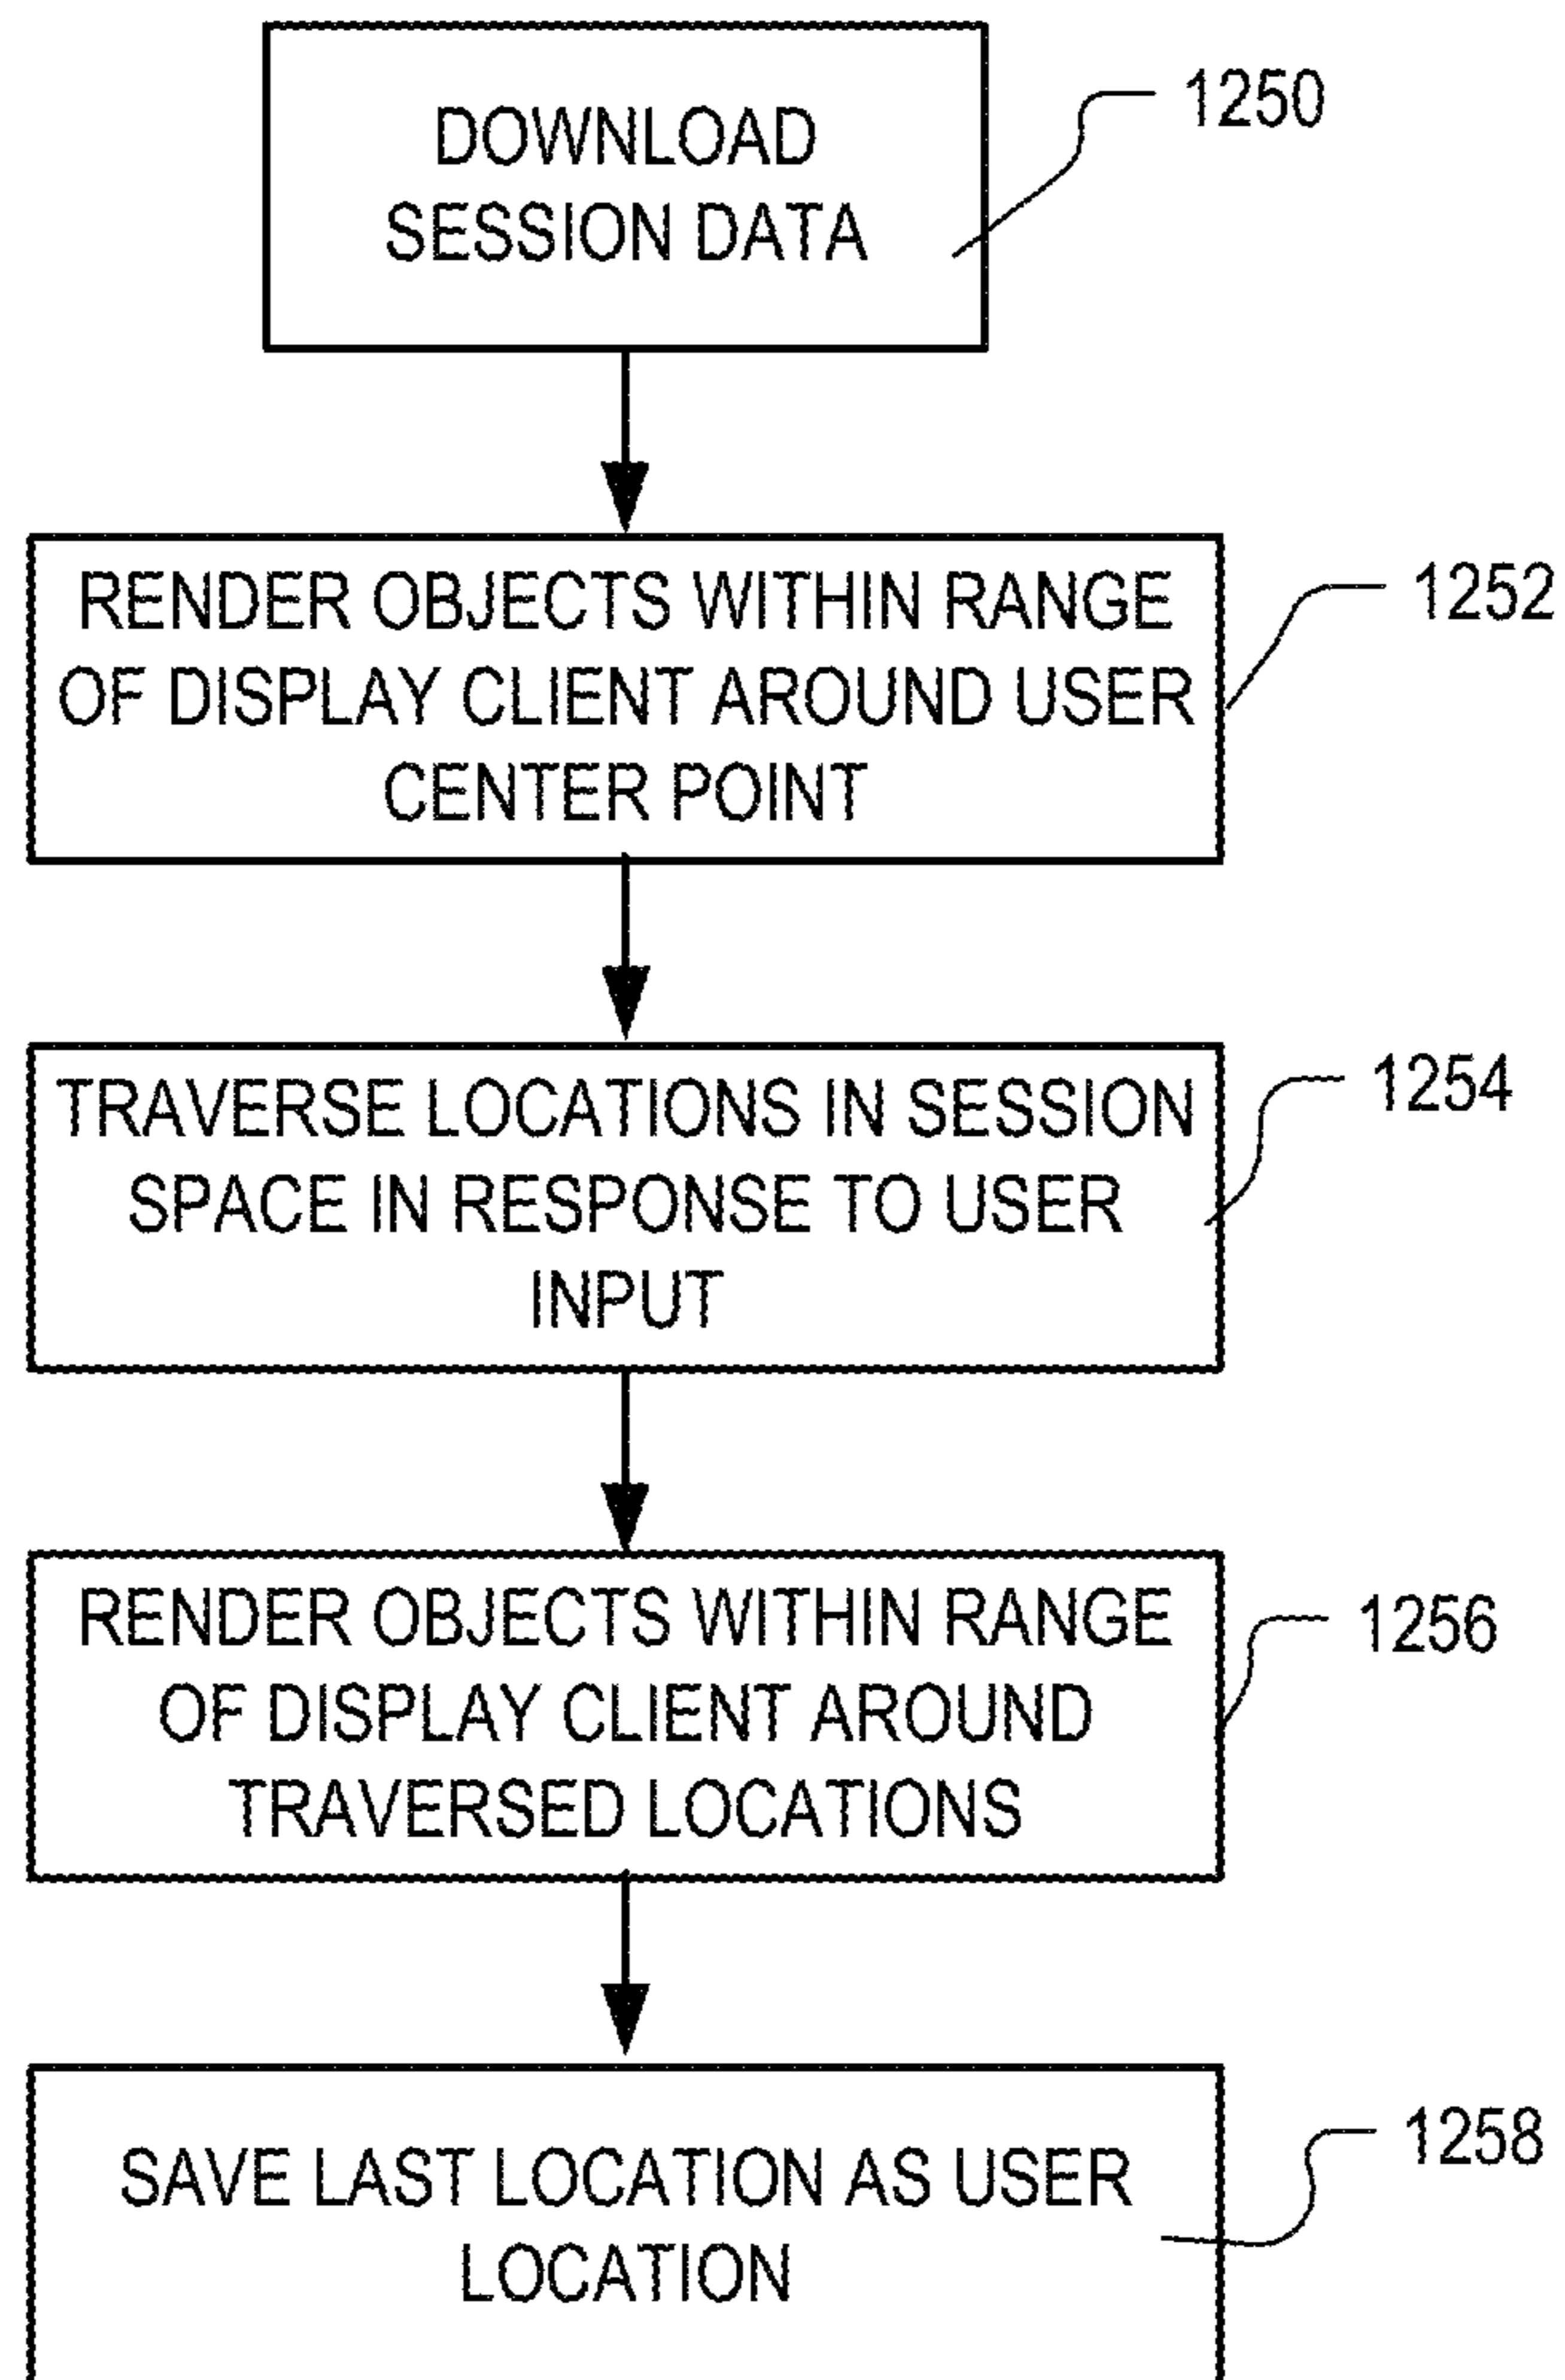 DOWNLOAD
SESSION DATA
1250
RENDER OBJECTS WITHIN RANGE
OF DISPLAY CLIENT AROUND USER
CENTER POINT
1252
TRAVERSE LOCATIONS IN SESSION
SPACE IN RESPONSE TO USER
INPUT
1254
RENDER OBJECTS WITHIN RANGE
OF DISPLAY CLIENT AROUND
TRAVERSED LOCATIONS
1256
SAVE LAST LOCATION AS USER
LOCATION
1258